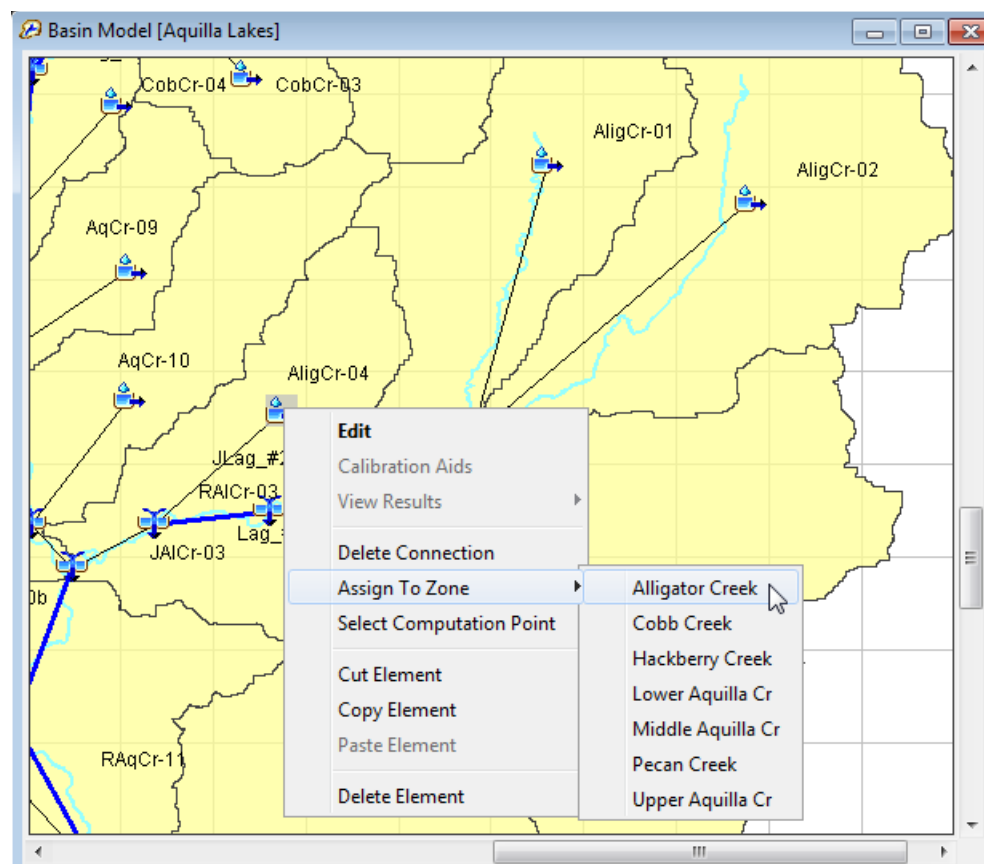 Basin Model [Aquilla Lakes]
CobCr-04
CobCr-03
AligCr-01
AligCr-02
AqCr-09
AqCr-10
AligCr-04
JLag_#2
RAlCr-03
Lag_
JAlCr-03
0b
RAqCr-11
Edit
Calibration Aids
View Results
Delete Connection
Assign To Zone
Select Computation Point
Cut Element
Copy Element
Paste Element
Delete Element
Alligator Creek
Cobb Creek
Hackberry Creek
Lower Aquilla Cr
Middle Aquilla Cr
Pecan Creek
Upper Aquilla Cr